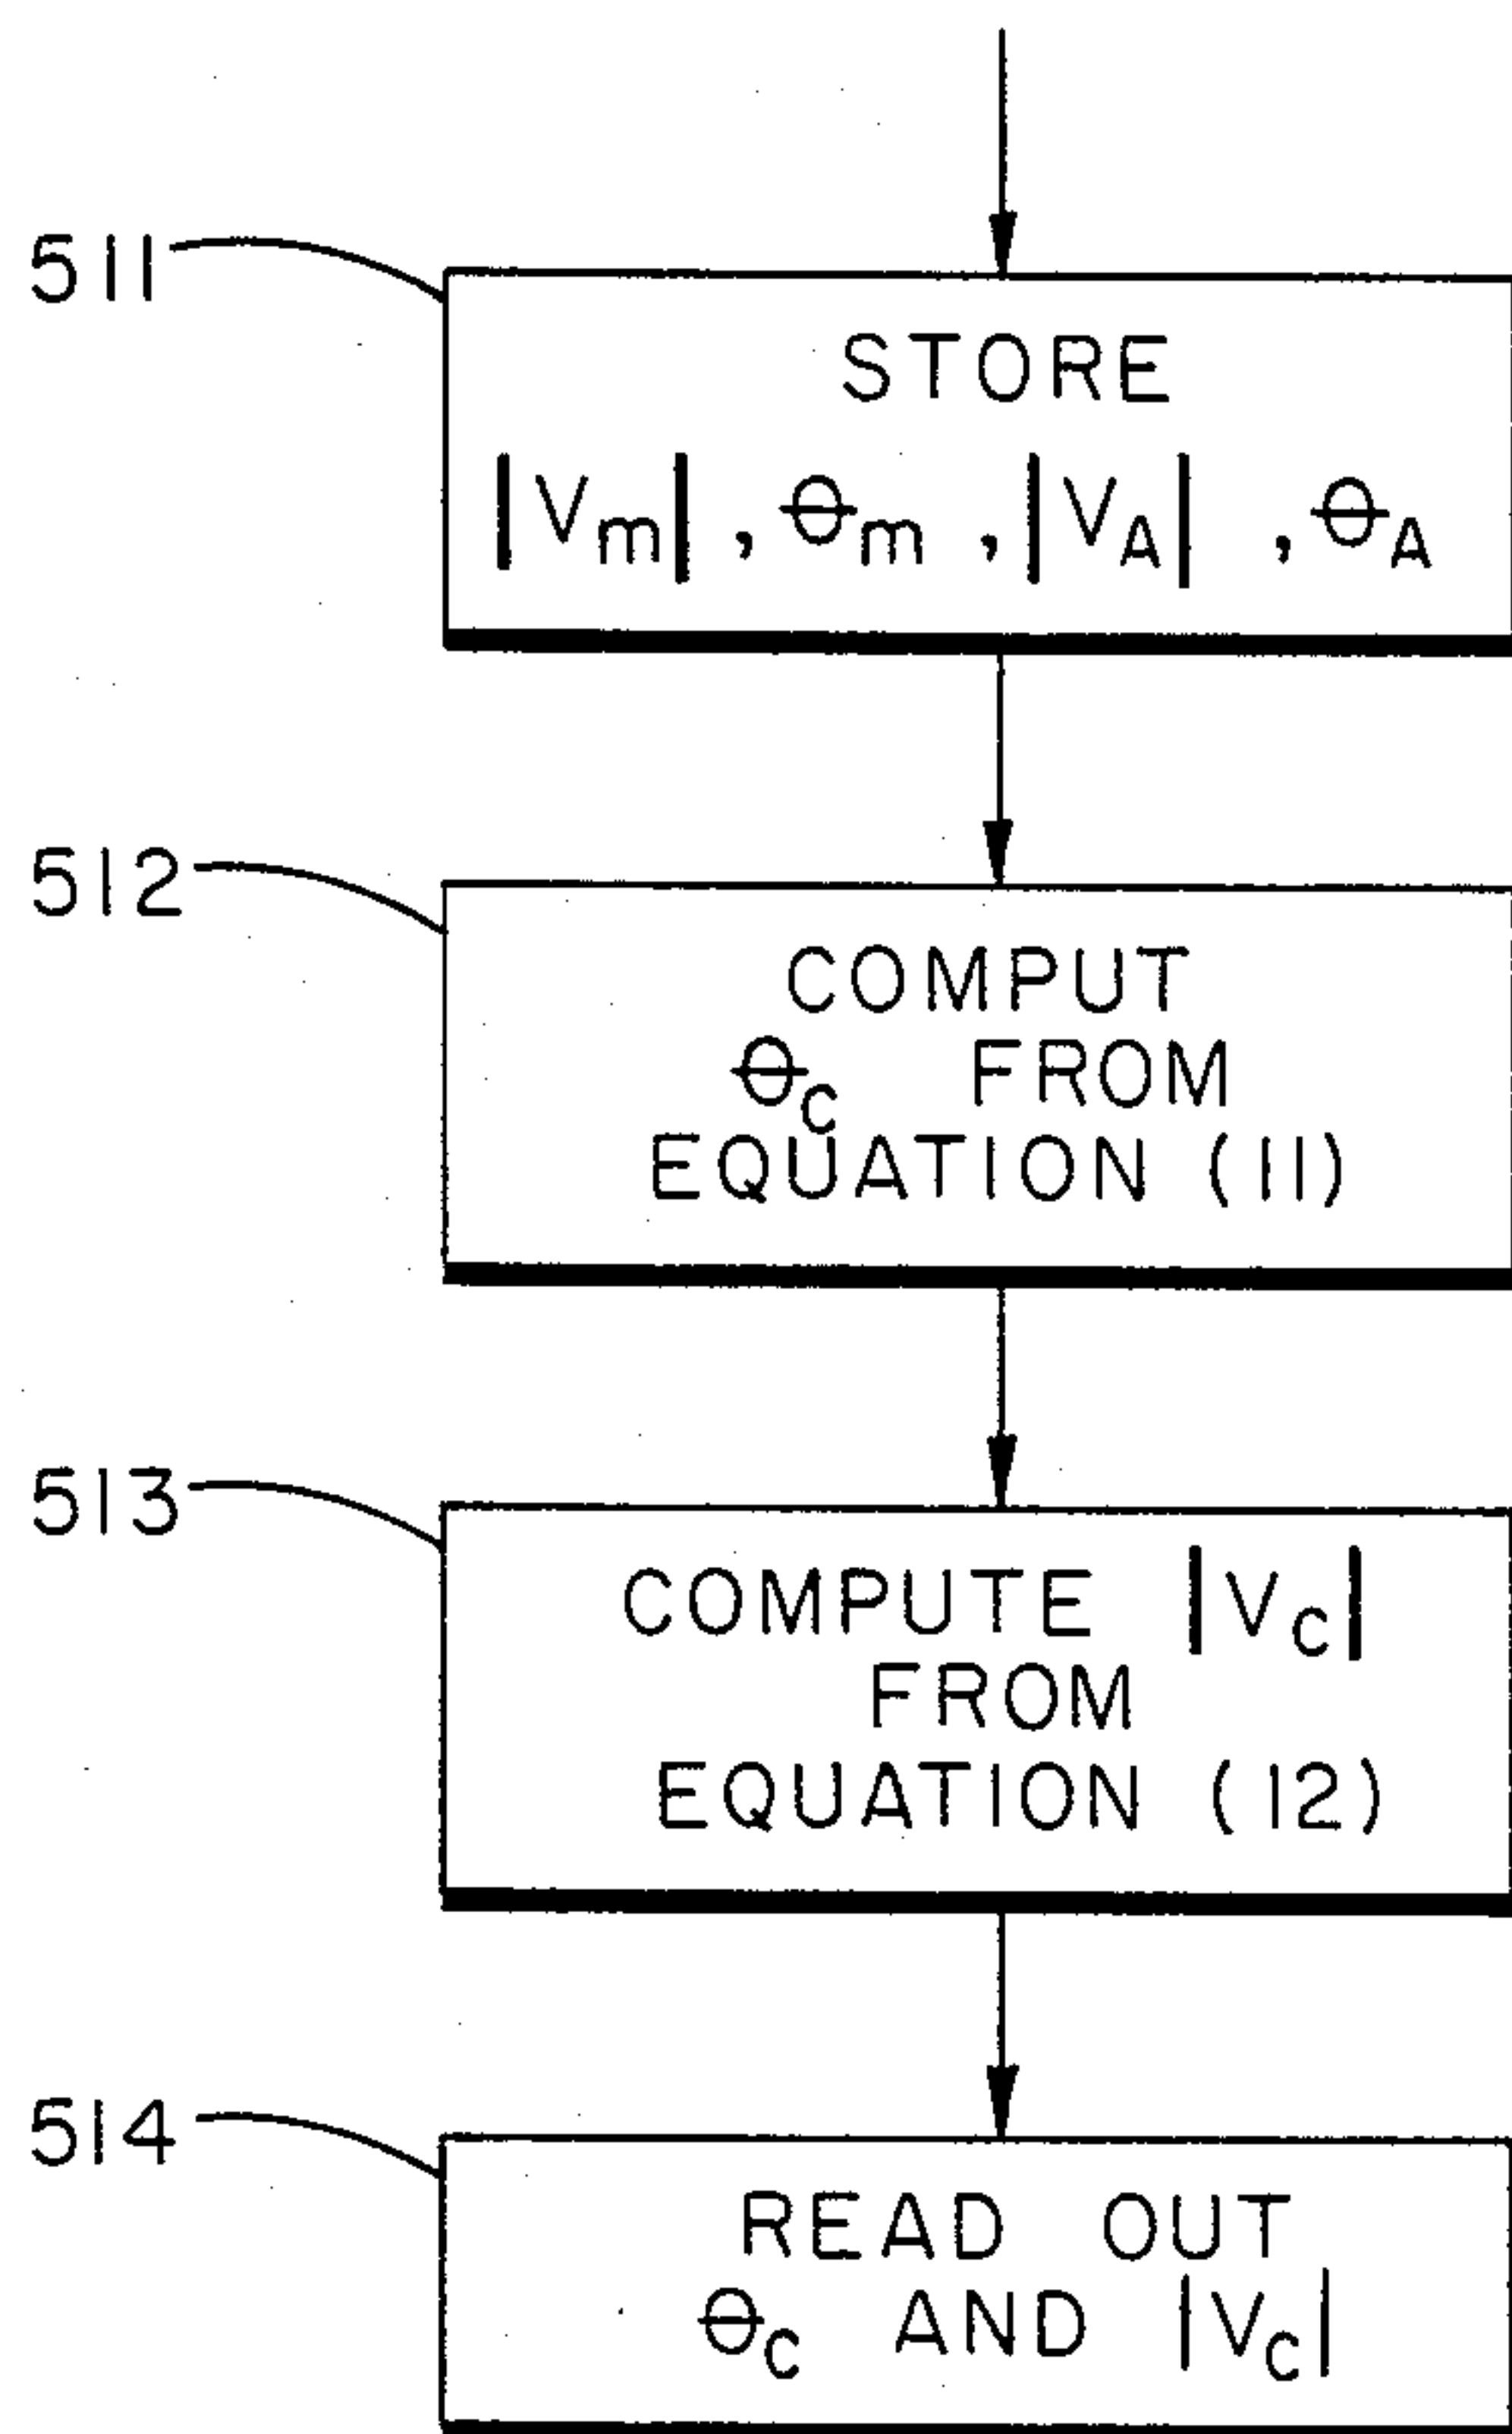 511
STORE
|Vm|, θm, |VA|, θA
512
COMPUT
θC FROM
EQUATION (11)
513
COMPUTE |VC|
FROM
EQUATION (12)
514
READ OUT
θC AND |VC|